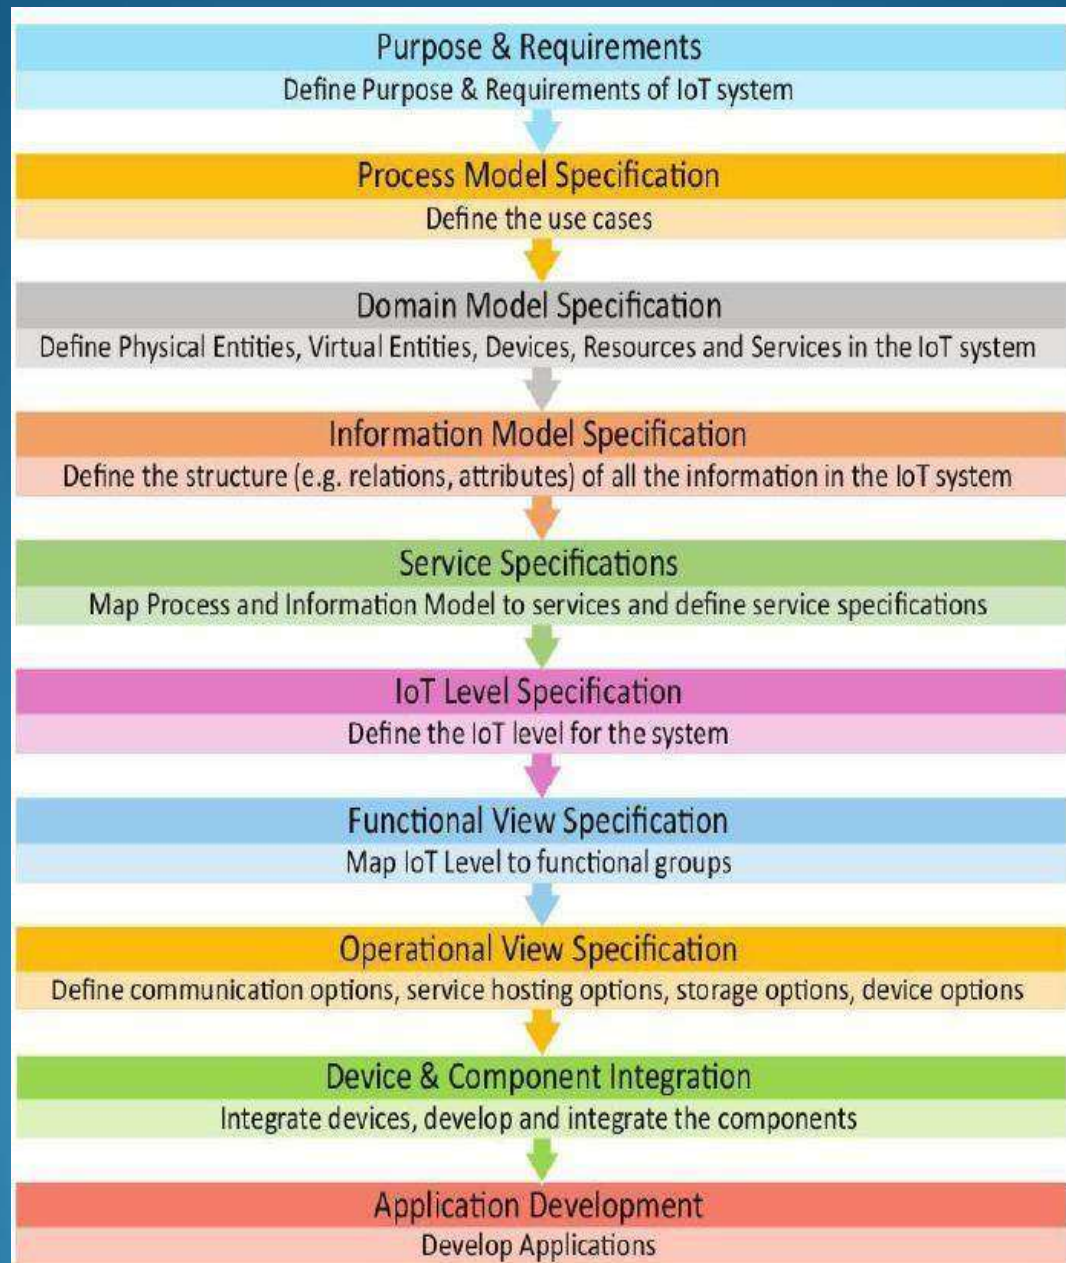 Purpose & Requirements
Define Purpose & Requirements of IoT system
Process Model Specification
Define the use cases
Domain Model Specification
Define Physical Entities, Virtual Entities, Devices, Resources and Services in the IoT system
Information Model Specification
Define the structure (e.g. relations, attributes) of all the information in the IoT system
Service Specifications
Map Process and Information Model to services and define service specifications
IoT Level Specification
Define the IoT level for the system
Functional View Specification
Map IoT Level to functional groups
Operational View Specification
Define communication options, service hosting options, storage options, device options
Device & Component Integration
Integrate devices, develop and integrate the components
Application Development
Develop Applications